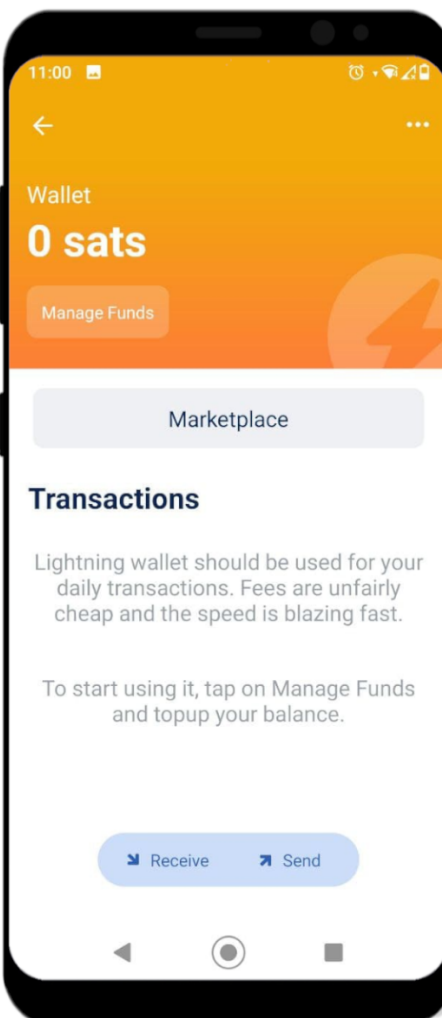 11:00
Wallet
0 sats
Manage Funds
Marketplace
Transactions
Lightning wallet should be used for your
daily transactions. Fees are unfairly
cheap and the speed is blazing fast.
To start using it, tap on Manage Funds
and topup your balance.
Receive
Send